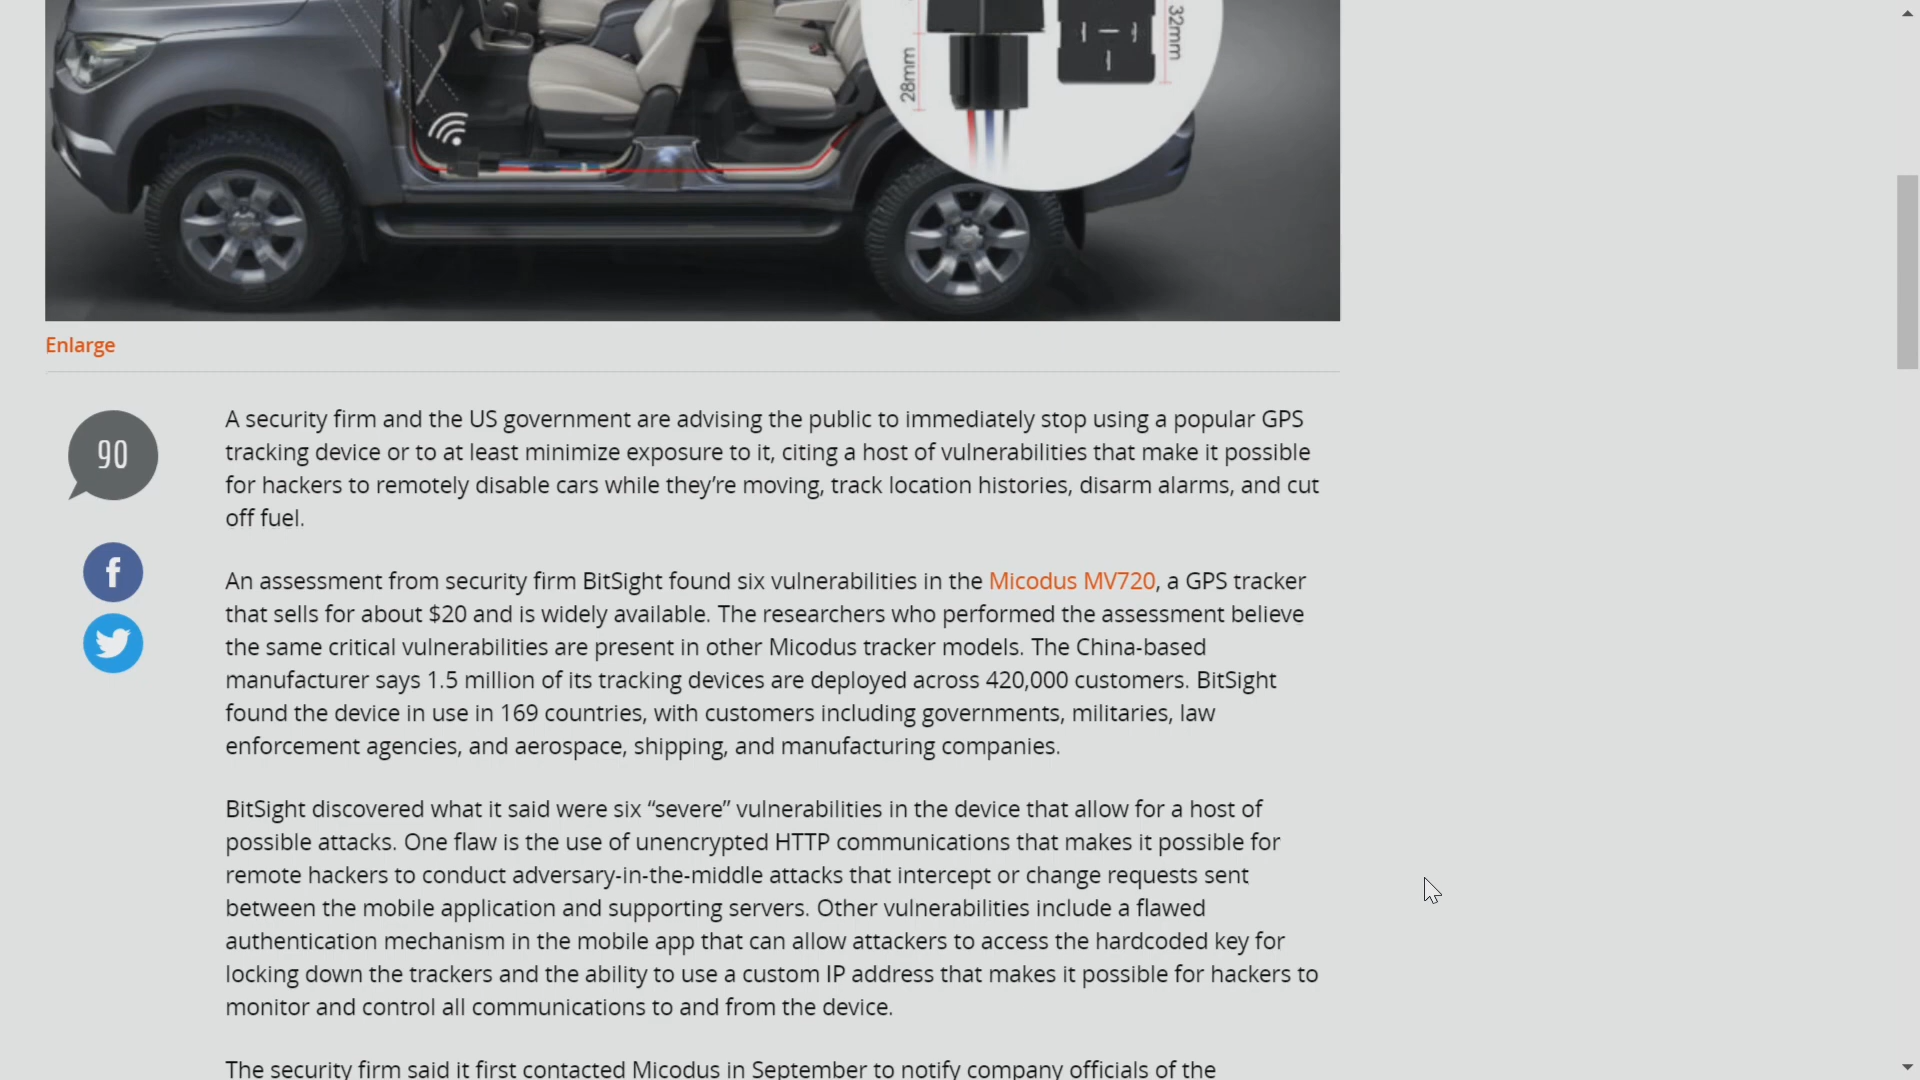 28mm
32mm
Enlarge
90
A security firm and the US government are advising the public to immediately stop using a popular GPS
tracking device or to at least minimize exposure to it, citing a host of vulnerabilities that make it possible
for hackers to remotely disable cars while they’re moving, track location histories, disarm alarms, and cut
off fuel.
An assessment from security firm BitSight found six vulnerabilities in the Micodus MV720, a GPS tracker
that sells for about $20 and is widely available. The researchers who performed the assessment believe
the same critical vulnerabilities are present in other Micodus tracker models. The China-based
manufacturer says 1.5 million of its tracking devices are deployed across 420,000 customers. BitSight
found the device in use in 169 countries, with customers including governments, militaries, law
enforcement agencies, and aerospace, shipping, and manufacturing companies.
BitSight discovered what it said were six “severe” vulnerabilities in the device that allow for a host of
possible attacks. One flaw is the use of unencrypted HTTP communications that makes it possible for
remote hackers to conduct adversary-in-the-middle attacks that intercept or change requests sent
between the mobile application and supporting servers. Other vulnerabilities include a flawed
authentication mechanism in the mobile app that can allow attackers to access the hardcoded key for
locking down the trackers and the ability to use a custom IP address that makes it possible for hackers to
monitor and control all communications to and from the device.
The security firm said it first contacted Micodus in September to notify company officials of the